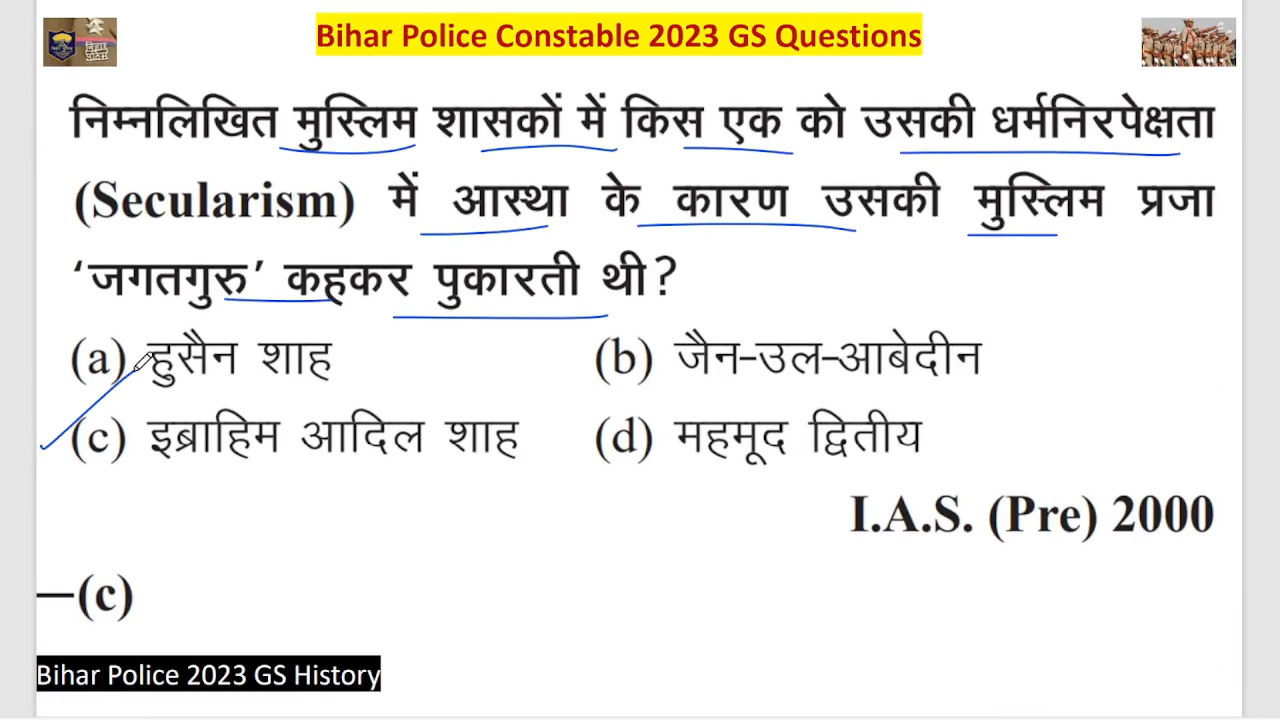 Bihar Police Constable 2023 GS Questions
निम्नलिखित मुस्लिम शासकों में किस एक को उसकी धर्मनिरपेक्षता
(Secularism) में आस्था के कारण उसकी मुस्लिम प्रजा
‘जगतगुरु’ कहकर पुकारती थी?
(a) हुसैन शाह (b) जैन-उल-आबेदीन
(c) इब्राहिम आदिल शाह (d) महमूद द्वितीय
I.A.S. (Pre) 2000
—(c)
Bihar Police 2023 GS History